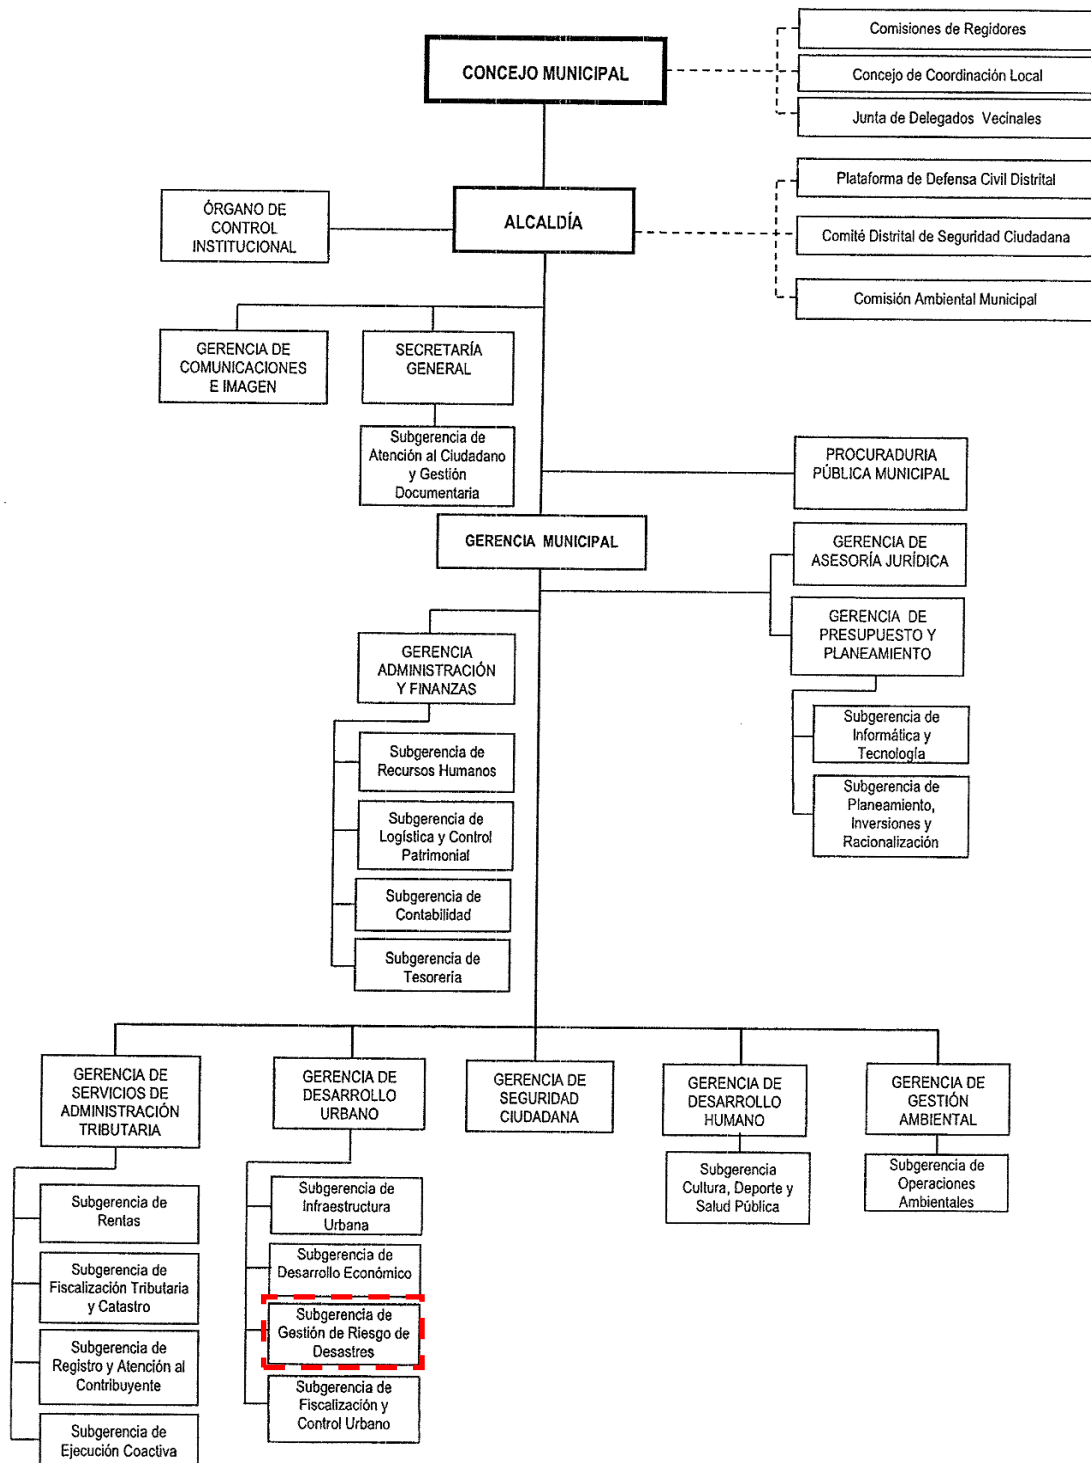 Comisiones de Regidores
CONCEJO MUNICIPAL
Concejo de Coordinación Local
Junta de Delegados Vecinales
Plataforma de Defensa Civil Distrital
ÓRGANO DE
CONTROL
INSTITUCIONAL
ALCALDÍA
Comité Distrital de Seguridad Ciudadana
Comisión Ambiental Municipal
GERENCIA DE
COMUNICACIONES
E IMAGEN
SECRETARÍA
GENERAL
Subgerencia de
Atención al Ciudadano
y Gestión
Documentaria
PROCURADURIA
PÚBLICA MUNICIPAL
GERENCIA MUNICIPAL
GERENCIA DE
ASESORÍA JURÍDICA
GERENCIA DE
PRESUPUESTO Y
PLANEAMIENTO
GERENCIA
ADMINISTRACIÓN
Y FINANZAS
Subgerencia de
Informática y
Tecnología
Subgerencia de
Planeamiento,
Inversiones y
Racionalización
Subgerencia de
Recursos Humanos
Subgerencia de
Logística y Control
Patrimonial
Subgerencia de
Contabilidad
Subgerencia de
Tesorería
GERENCIA DE
SERVICIOS DE
ADMINISTRACIÓN
TRIBUTARIA
GERENCIA DE
DESARROLLO
URBANO
GERENCIA DE
SEGURIDAD
CIUDADANA
GERENCIA DE
DESARROLLO
HUMANO
GERENCIA DE
GESTIÓN
AMBIENTAL
Subgerencia de
Rentas
Subgerencia de
Fiscalización Tributaria
y Catastro
Subgerencia de
Registro y Atención al
Contribuyente
Subgerencia de
Ejecución Coactiva
Subgerencia de
Infraestructura
Urbana
Subgerencia de
Desarrollo Económico
Subgerencia de
Gestión de Riesgo de
Desastres
Subgerencia de
Fiscalización y
Control Urbano
Subgerencia
Cultura, Deporte y
Salud Pública
Subgerencia de
Operaciones
Ambientales